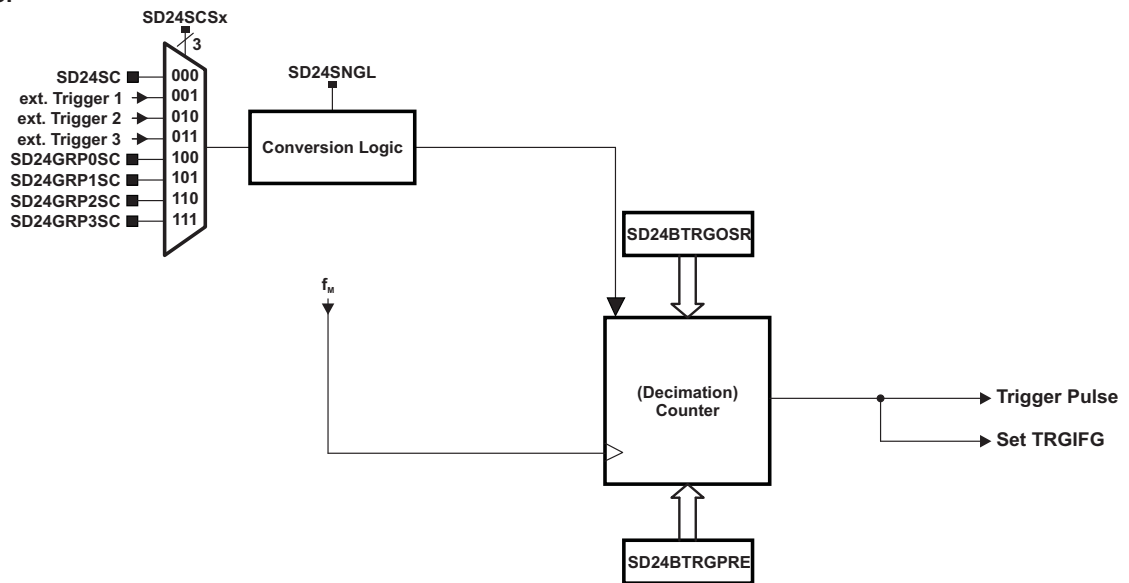 SD24SCSx
3
SD24SC
000
ext. Trigger 1
001
ext. Trigger 2
010
ext. Trigger 3
011
SD24GRP0SC
100
SD24GRP1SC
101
SD24GRP2SC
110
SD24GRP3SC
111
SD24SNGL
Conversion Logic
SD24BTRGOSR
fM
(Decimation)
Counter
Trigger Pulse
Set TRGIFG
SD24BTRGPRE